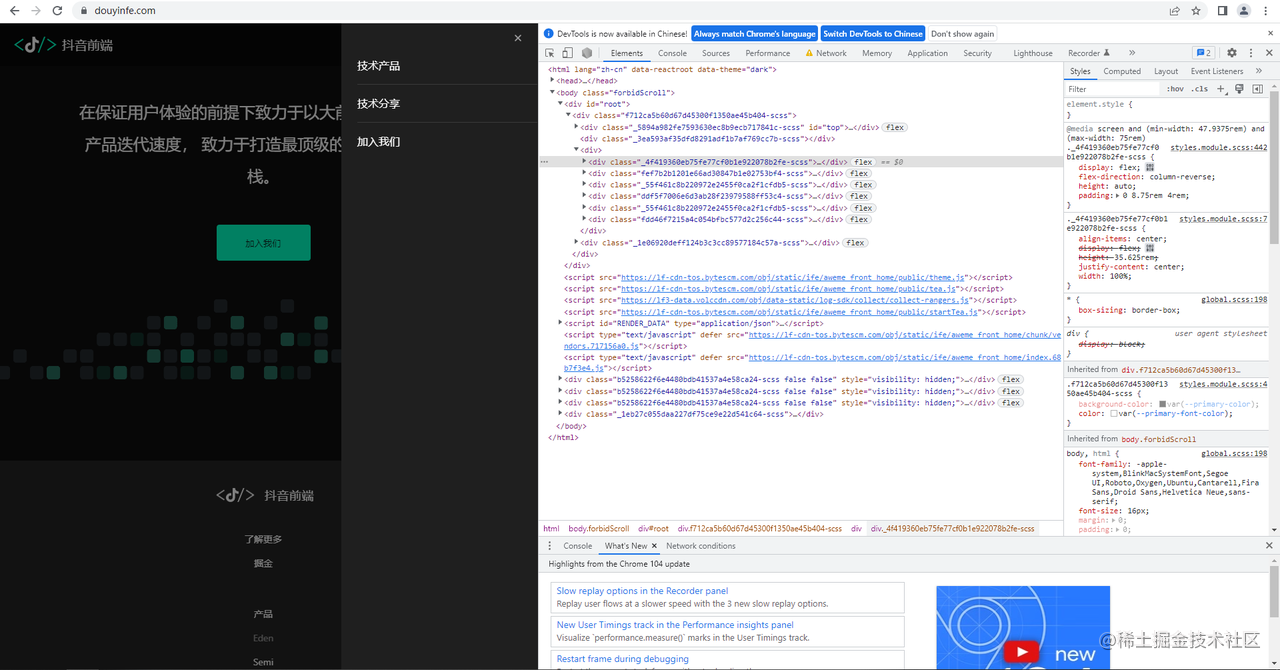 douyinfe.com
抖音前端
在保证用户体验的前提下致力于以大前
产品迭代速度， 致力于打造最顶级的
栈。
加入我们
技术产品
技术分享
加入我们
抖音前端
了解更多
掘金
产品
Eden
Semi
DevTools is now available in Chinese! Always match Chrome's language Switch DevTools to Chinese Don't show again
Elements Console Sources Performance Network Memory Application Security Lighthouse Recorder 2
<html lang="zh-cn" data-reactroot data-theme="dark">
<head>…</head>
<body class="forbidScroll">
<div id="root">
<div class="f712ca5b60d67d45300f1350ae45b404-scss">
<div class="_5894a982fe7593630ec8b9ecb717841c-scss" id="top">…</div> flex
<div class="_3ea593af35dfd8291adf1b7af769cc7b-scss"></div>
<div>
<div class="_4f419360eb75fe77cf0b1e922078b2fe-scss">…</div> flex == $0
<div class="fef7b2b1201e66ad30847b1e02753bf4-scss">…</div> flex
<div class="_55f461c8b220972e2455f0ca2f1cfdb5-scss">…</div> flex
<div class="ddf5f7006e6d3ab28f23979588ff53c4-scss">…</div> flex
<div class="_55f461c8b220972e2455f0ca2f1cfdb5-scss">…</div> flex
<div class="fdd46f7215a4c054bfbc577d2c256c44-scss">…</div> flex
</div>
<div class="_1e06920deff124b3c3cc89577184c57a-scss">…</div> flex
</div>
</div>
<script src="https://lf-cdn-tos.bytescm.com/obj/static/ife/aweme_front_home/public/theme.js"></script>
<script src="https://lf-cdn-tos.bytescm.com/obj/static/ife/aweme_front_home/public/tea.js"></script>
<script src="https://lf3-data.volccdn.com/obj/data-static/log-sdk/collect/collect-rangers.js"></script>
<script src="https://lf-cdn-tos.bytescm.com/obj/static/ife/aweme_front_home/public/startTea.js"></script>
<script id="RENDER_DATA" type="application/json">…</script>
<script type="text/javascript" defer src="https://lf-cdn-tos.bytescm.com/obj/static/ife/aweme_front_home/chunk/ve
ndors.717156a0.js"></script>
<script type="text/javascript" defer src="https://lf-cdn-tos.bytescm.com/obj/static/ife/aweme_front_home/index.68
b7f3e4.js"></script>
<div class="b5258622f6e4480bdb41537a4e58ca24-scss false false" style="visibility: hidden;">…</div> flex
<div class="b5258622f6e4480bdb41537a4e58ca24-scss false false" style="visibility: hidden;">…</div> flex
<div class="b5258622f6e4480bdb41537a4e58ca24-scss false false" style="visibility: hidden;">…</div> flex
<div class="_1eb27c055daa227df75ce9e22d541c64-scss">…</div>
</body>
</html>
html body.forbidScroll div#root div.f712ca5b60d67d45300f1350ae45b404-scss div div._4f419360eb75fe77cf0b1e922078b2fe-scss
Styles Computed Layout Event Listeners
Filter :hov .cls
element.style {
}
@media screen and (min-width: 47.9375rem) and
(max-width: 75rem)
._4f419360eb75fe77cf0 styles.module.scss:442
b1e922078b2fe-scss {
display: flex;
flex-direction: column-reverse;
height: auto;
padding: 0 8.75rem 4rem;
}
._4f419360eb75fe77cf0b1 styles.module.scss:7
e922078b2fe-scss {
align-items: center;
display: flex;
height: 35.625rem;
justify-content: center;
width: 100%;
}
* { global.scss:198
box-sizing: border-box;
}
div { user agent stylesheet
display: block;
}
Inherited from div.f712ca5b60d67d45300f13…
.f712ca5b60d67d45300f13 styles.module.scss:4
50ae45b404-scss {
background-color: var(--primary-color);
color: var(--primary-font-color);
}
Inherited from body.forbidScroll
body, html { global.scss:198
font-family: -apple-
system,BlinkMacSystemFont,Segoe
UI,Roboto,Oxygen,Ubuntu,Cantarell,Fira
Sans,Droid Sans,Helvetica Neue,sans-
serif;
font-size: 16px;
margin: 0;
padding: 0;
Console What's New Network conditions
Highlights from the Chrome 104 update
Slow replay options in the Recorder panel
Replay user flows at a slower speed with the 3 new slow replay options.
New User Timings track in the Performance insights panel
Visualize `performance.measure()` marks in the User Timings track.
Restart frame during debugging
new
@稀土掘金技术社区